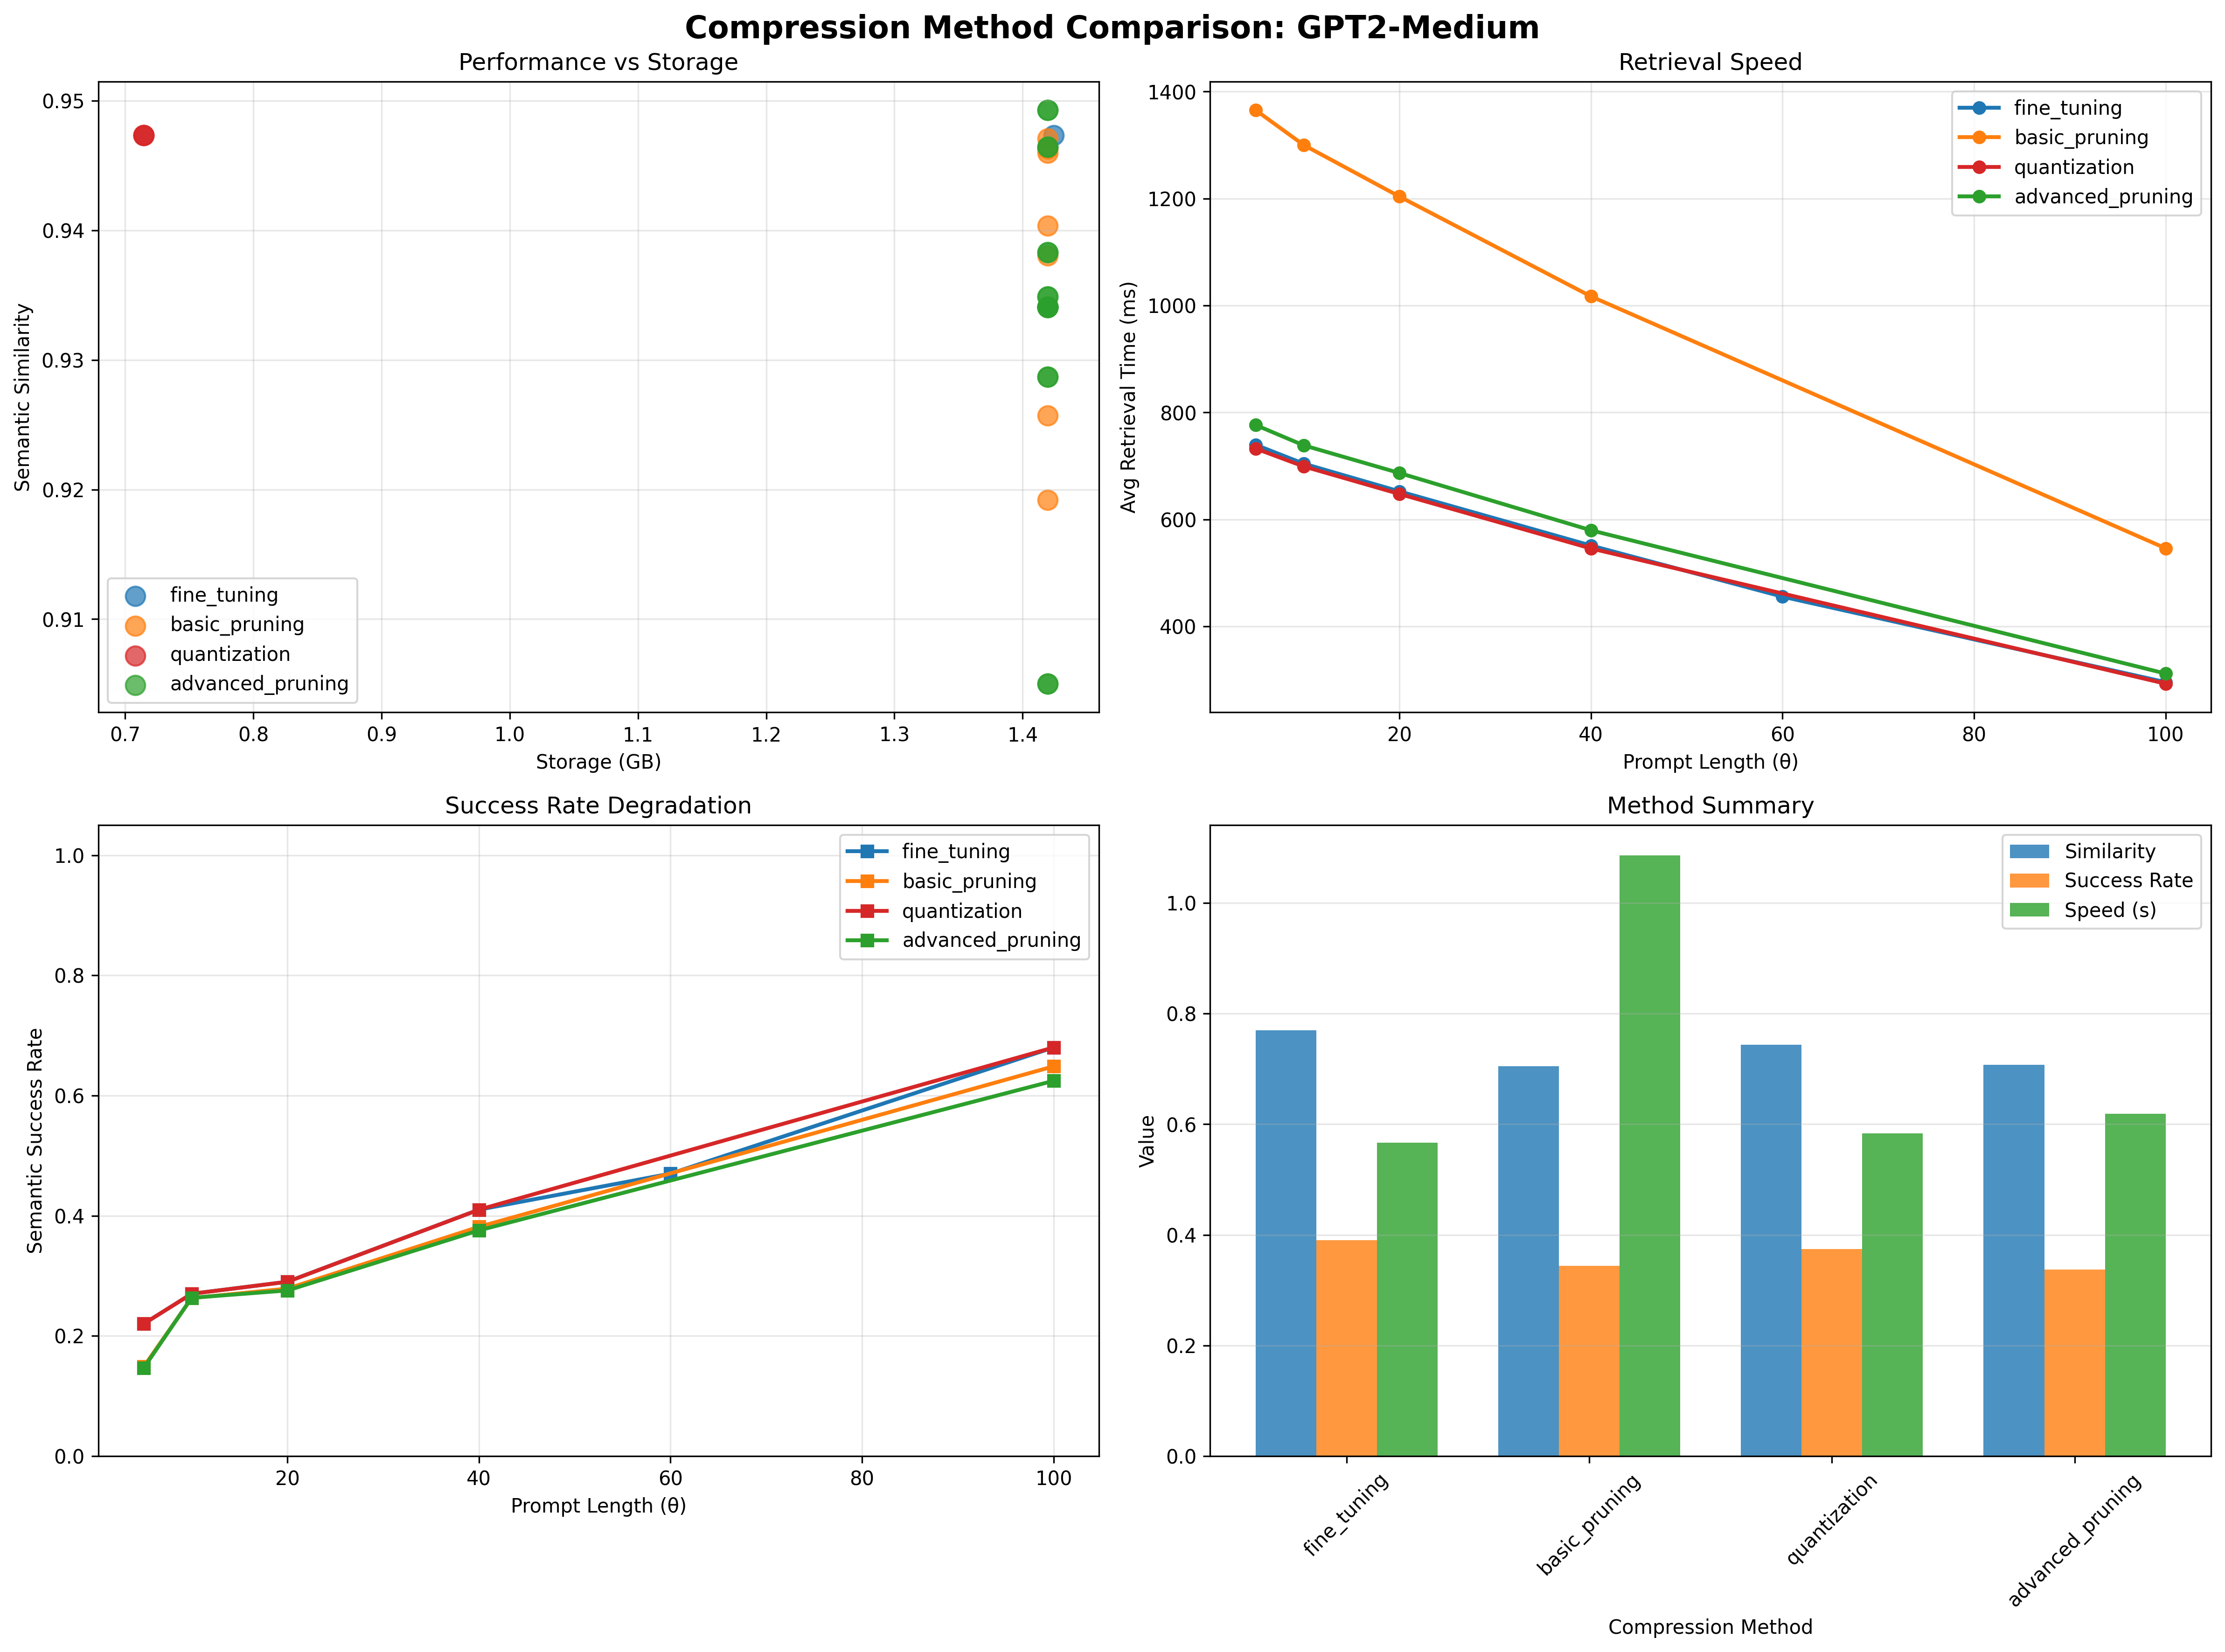 Compression Method Comparison: GPT2-Medium
Performance vs Storage
0.95
0.94
0.93
0.92
0.91
Semantic Similarity
fine_tuning
basic_pruning
quantization
advanced_pruning
0.7 0.8 0.9 1.0 1.1 1.2 1.3 1.4
Storage (GB)
Retrieval Speed
1400
1200
1000
800
600
400
Avg Retrieval Time (ms)
fine_tuning
basic_pruning
quantization
advanced_pruning
20 40 60 80 100
Prompt Length (θ)
Success Rate Degradation
1.0
0.8
0.6
0.4
0.2
0.0
Semantic Success Rate
fine_tuning
basic_pruning
quantization
advanced_pruning
20 40 60 80 100
Prompt Length (θ)
Method Summary
1.0
0.8
0.6
0.4
0.2
0.0
Value
Similarity
Success Rate
Speed (s)
fine_tuning
basic_pruning
quantization
advanced_pruning
Compression Method